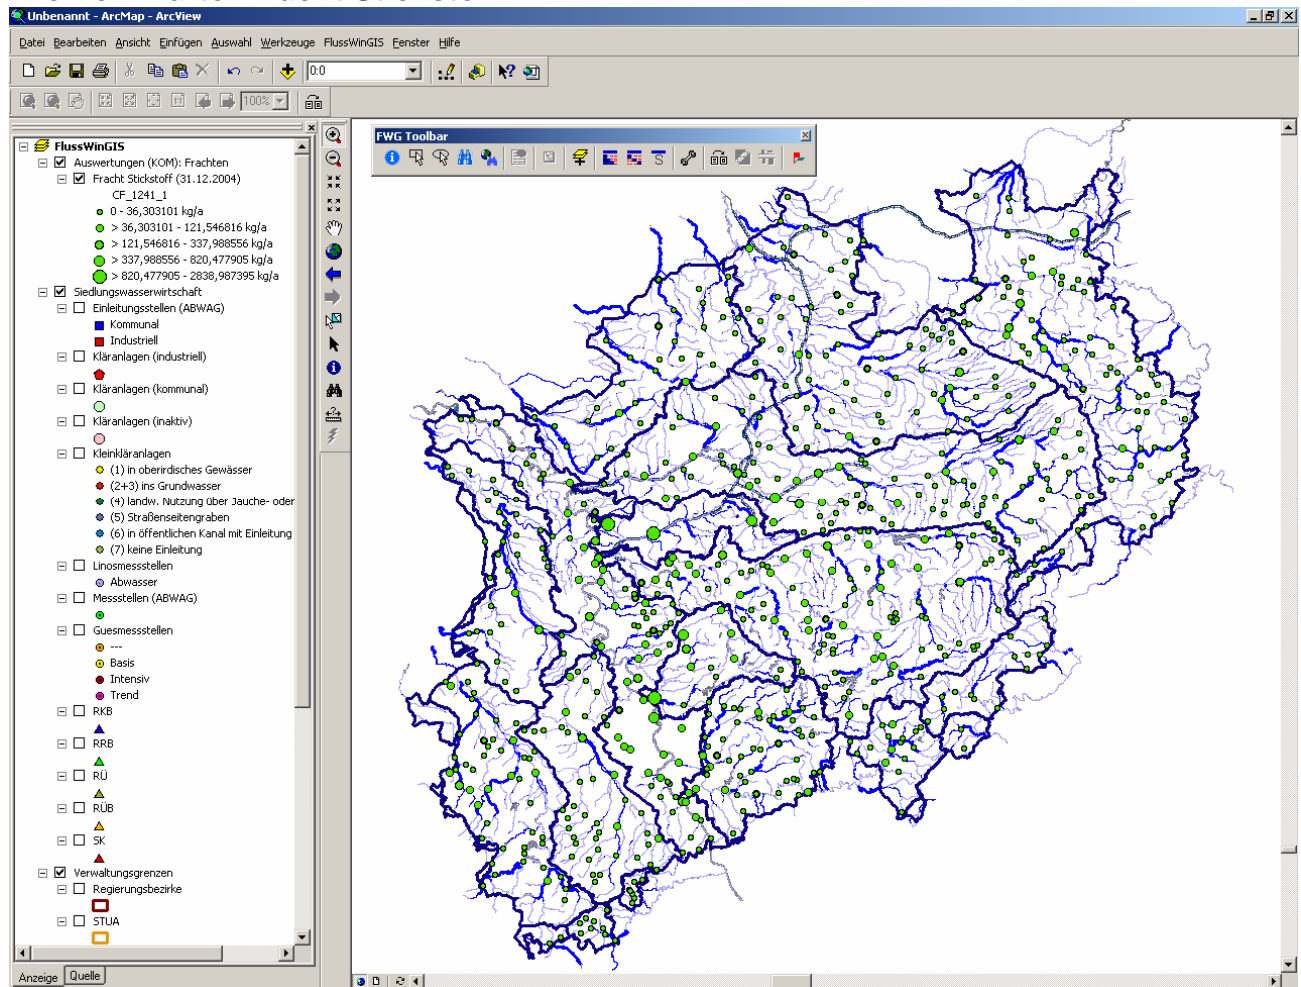 Unbenannt - ArcMap - ArcView
Datei Bearbeiten Ansicht Einfügen Auswahl Werkzeuge FlussWinGIS Fenster Hilfe
0:0
100%
FWG Toolbar
FlussWinGIS
Auswertungen (KOM): Frachten
Fracht Stickstoff (31.12.2004)
CF_1241_1
0 - 36,303101 kg/a
> 36,303101 - 121,546816 kg/a
> 121,546816 - 337,988556 kg/a
> 337,988556 - 820,477905 kg/a
> 820,477905 - 2838,987395 kg/a
Siedlungswasserwirtschaft
Einleitungsstellen (ABWAG)
Kommunal
Industriell
Kläranlagen (industriell)
Kläranlagen (kommunal)
Kläranlagen (inaktiv)
Kleinkläranlagen
(1) in oberirdisches Gewässer
(2+3) ins Grundwasser
(4) landw. Nutzung über Jauche- oder
(5) Straßenseitengraben
(6) in öffentlichen Kanal mit Einleitung
(7) keine Einleitung
Linosmessstellen
Abwasser
Messstellen (ABWAG)
Guesmessstellen
---
Basis
Intensiv
Trend
RKB
RRB
RÜ
RÜB
SK
Verwaltungsgrenzen
Regierungsbezirke
STUA
Anzeige Quelle